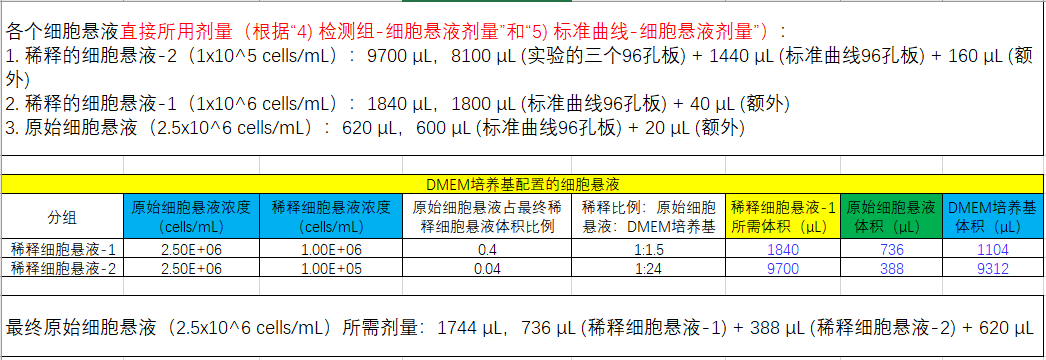 各个细胞悬液直接所用剂量（根据“4) 检测组-细胞悬液剂量”和“5) 标准曲线-细胞悬液剂量”）:
1. 稀释的细胞悬液-2（1x10^5 cells/mL）：9700 µL，8100 µL (实验的三个96孔板) + 1440 µL (标准曲线96孔板) + 160 µL (额
外)
2. 稀释的细胞悬液-1（1x10^6 cells/mL）：1840 µL，1800 µL (标准曲线96孔板) + 40 µL (额外)
3. 原始细胞悬液（2.5x10^6 cells/mL）：620 µL，600 µL (标准曲线96孔板) + 20 µL (额外)
DMEM培养基配置的细胞悬液
分组 原始细胞悬液浓度（cells/mL） 稀释细胞悬液浓度（cells/mL） 原始细胞悬液占最终稀释细胞悬液体积比例 稀释比例：原始细胞悬液：DMEM培养基 稀释细胞悬液-1所需体积（µL） 原始细胞悬液体积（µL） DMEM培养基体积（µL）
稀释细胞悬液-1 2.50E+06 1.00E+06 0.4 1:1.5 1840 736 1104
稀释细胞悬液-2 2.50E+06 1.00E+05 0.04 1:24 9700 388 9312
最终原始细胞悬液（2.5x10^6 cells/mL）所需剂量：1744 µL，736 µL (稀释细胞悬液-1) + 388 µL (稀释细胞悬液-2) + 620 µL